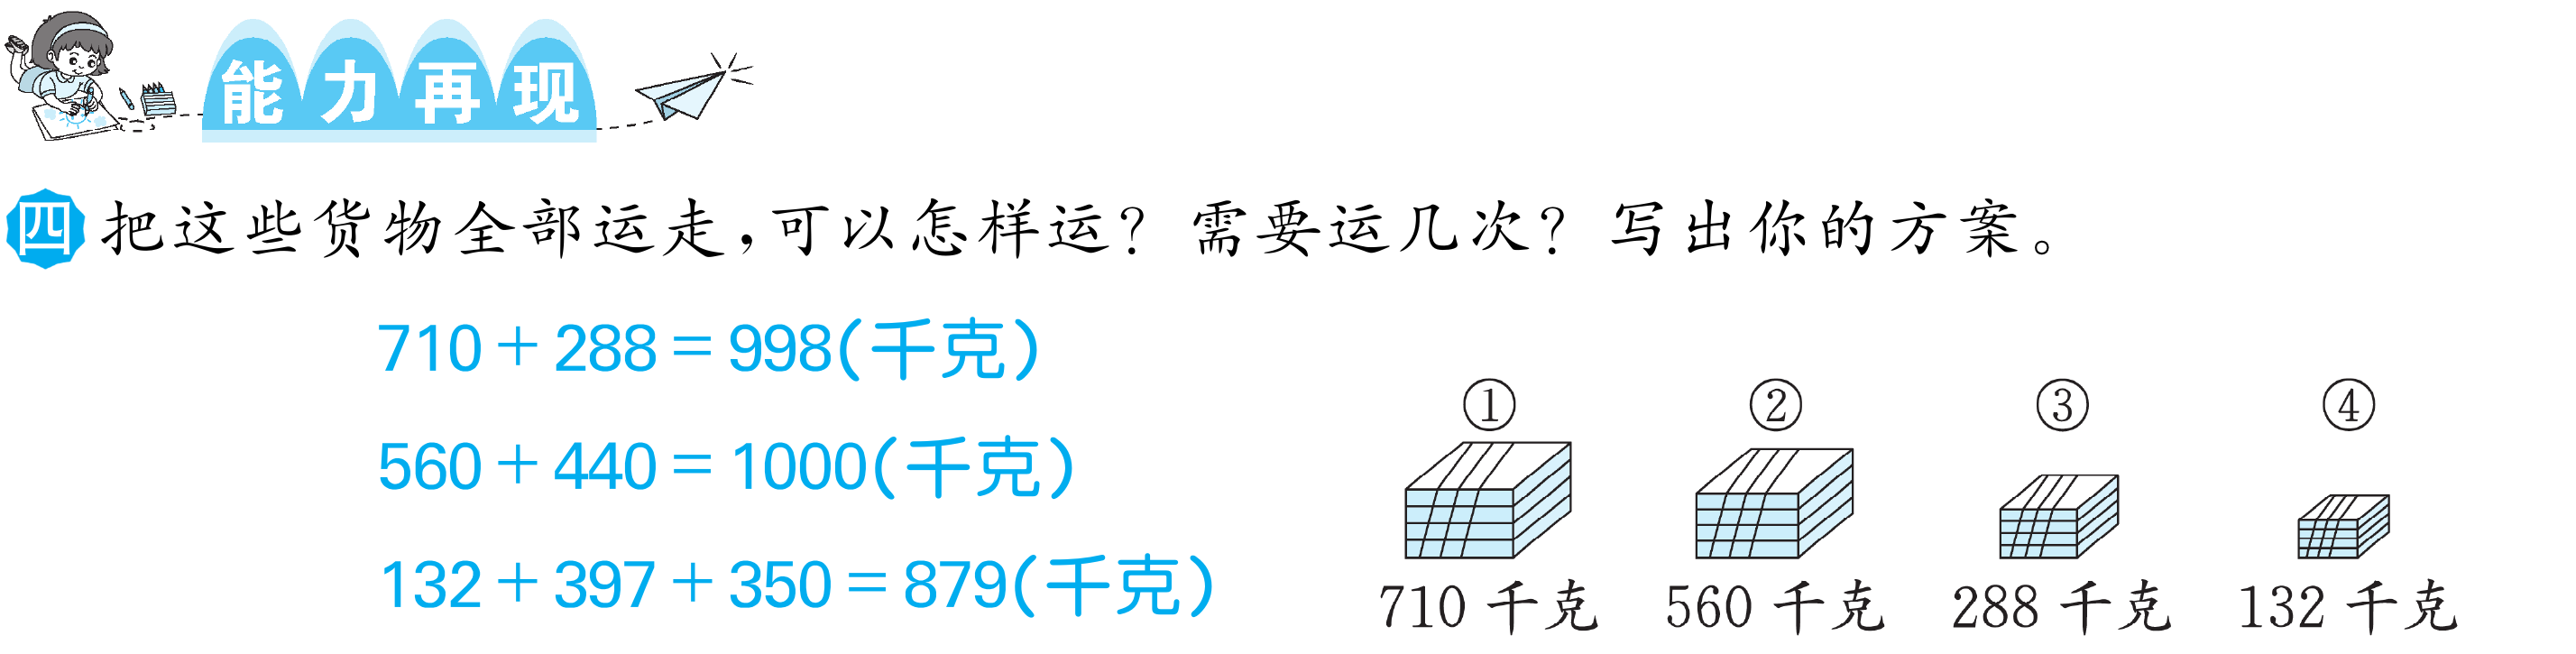 能力再现
四 把这些货物全部运走,可以怎样运? 需要运几次? 写出你的方案。
710+288=998(千克)
560+440=1000(千克)
132+397+350=879(千克)
① ② ③ ④
710 千克 560 千克 288 千克 132 千克